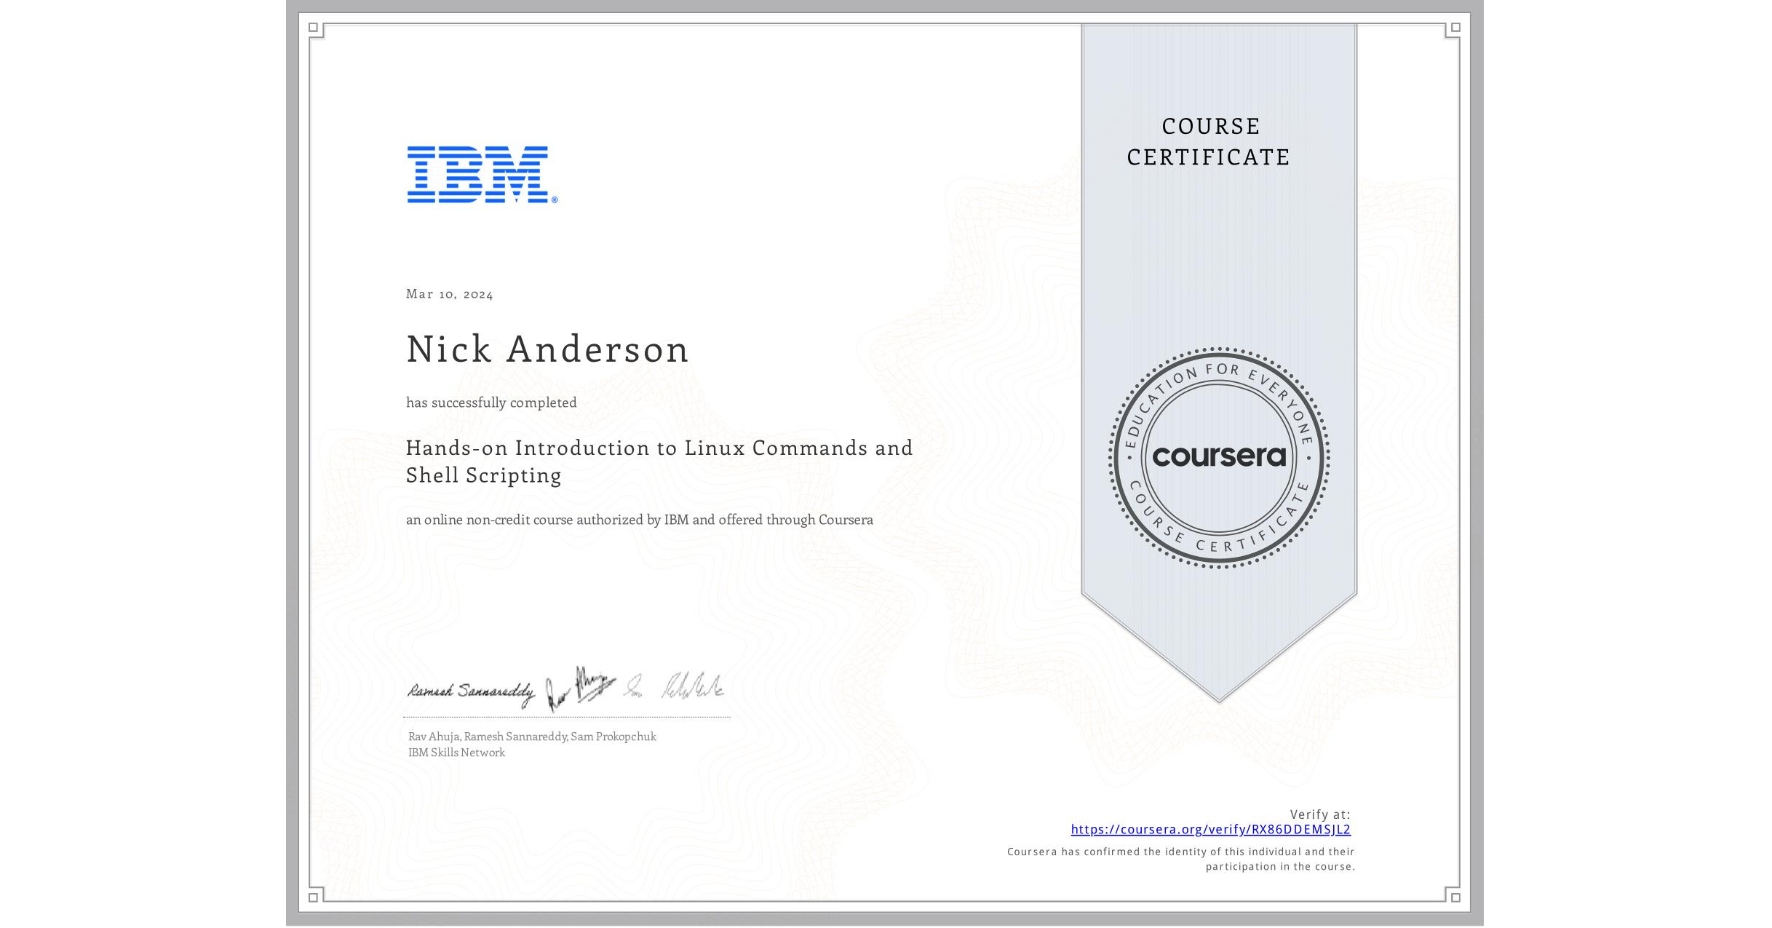 COURSE
CERTIFICATE
IBM®
Mar 10, 2024
Nick Anderson
has successfully completed
Hands-on Introduction to Linux Commands and
Shell Scripting
an online non-credit course authorized by IBM and offered through Coursera
EDUCATION FOR EVERYONE
coursera
COURSE CERTIFICATE
Ramesh Sannareddy
Rav Ahuja, Ramesh Sannareddy, Sam Prokopchuk
IBM Skills Network
Verify at:
https://coursera.org/verify/RX86DDEMSJL2
Coursera has confirmed the identity of this individual and their
participation in the course.